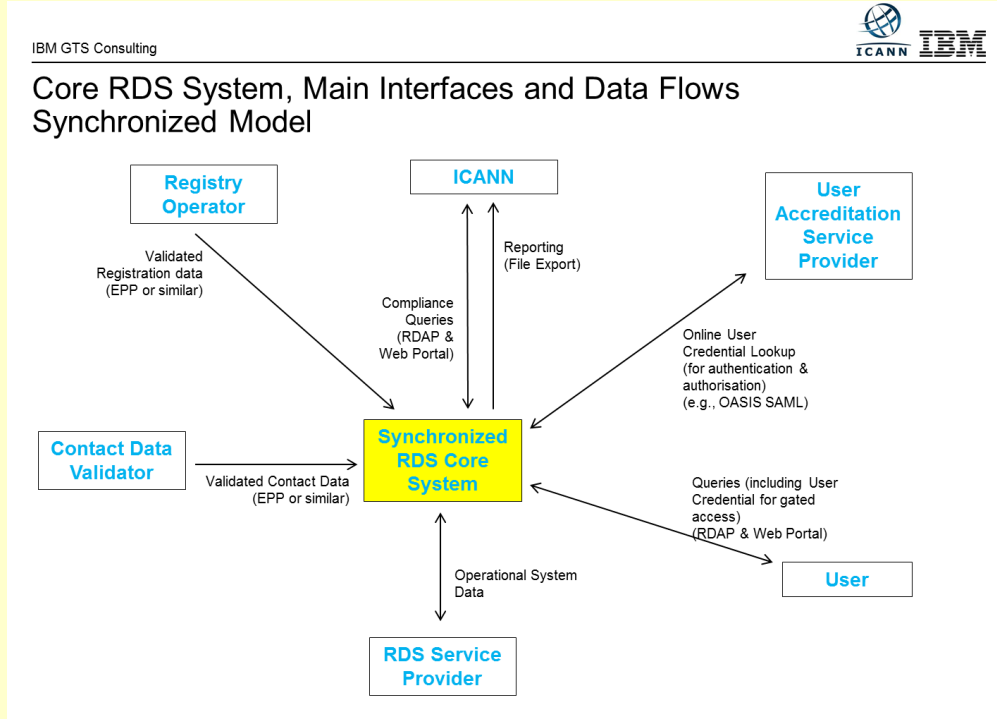 IBM GTS Consulting
ICANN
IBM
Core RDS System, Main Interfaces and Data Flows
Synchronized Model
Registry
Operator
ICANN
User
Accreditation
Service
Provider
Validated
Registration data
(EPP or similar)
Reporting
(File Export)
Compliance
Queries
(RDAP &
Web Portal)
Online User
Credential Lookup
(for authentication &
authorisation)
(e.g., OASIS SAML)
Contact Data
Validator
Validated Contact Data
(EPP or similar)
Synchronized
RDS Core
System
Queries (including User
Credential for gated
access)
(RDAP & Web Portal)
User
Operational System
Data
RDS Service
Provider